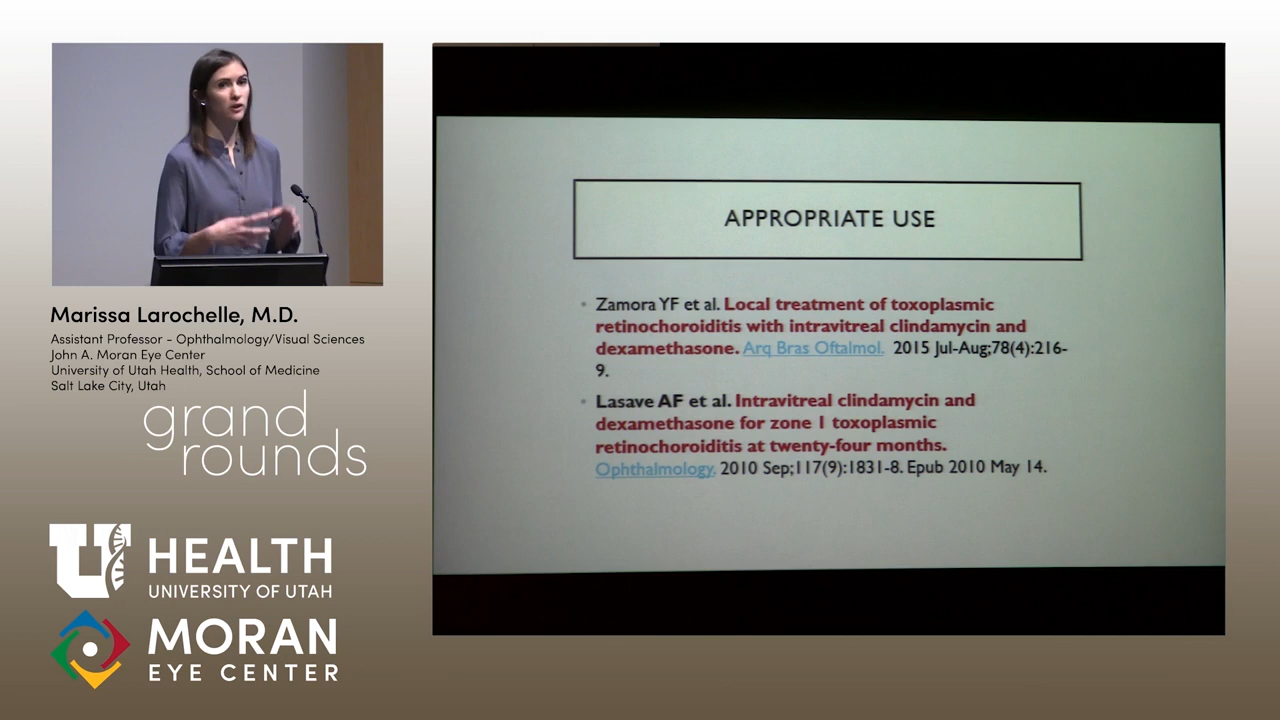 Marissa Larochelle, M.D.
Assistant Professor - Ophthalmology/Visual Sciences
John A. Moran Eye Center
University of Utah Health, School of Medicine
Salt Lake City, Utah
grand
rounds
U HEALTH
UNIVERSITY OF UTAH
MORAN
EYE CENTER
APPROPRIATE USE
• Zamora YF et al. Local treatment of toxoplasmic
retinochoroiditis with intravitreal clindamycin and
dexamethasone. Arq Bras Oftalmol. 2015 Jul-Aug;78(4):216-
9.
• Lasave AF et al. Intravitreal clindamycin and
dexamethasone for zone 1 toxoplasmic
retinochoroiditis at twenty-four months.
Ophthalmology. 2010 Sep;117(9):1831-8. Epub 2010 May 14.